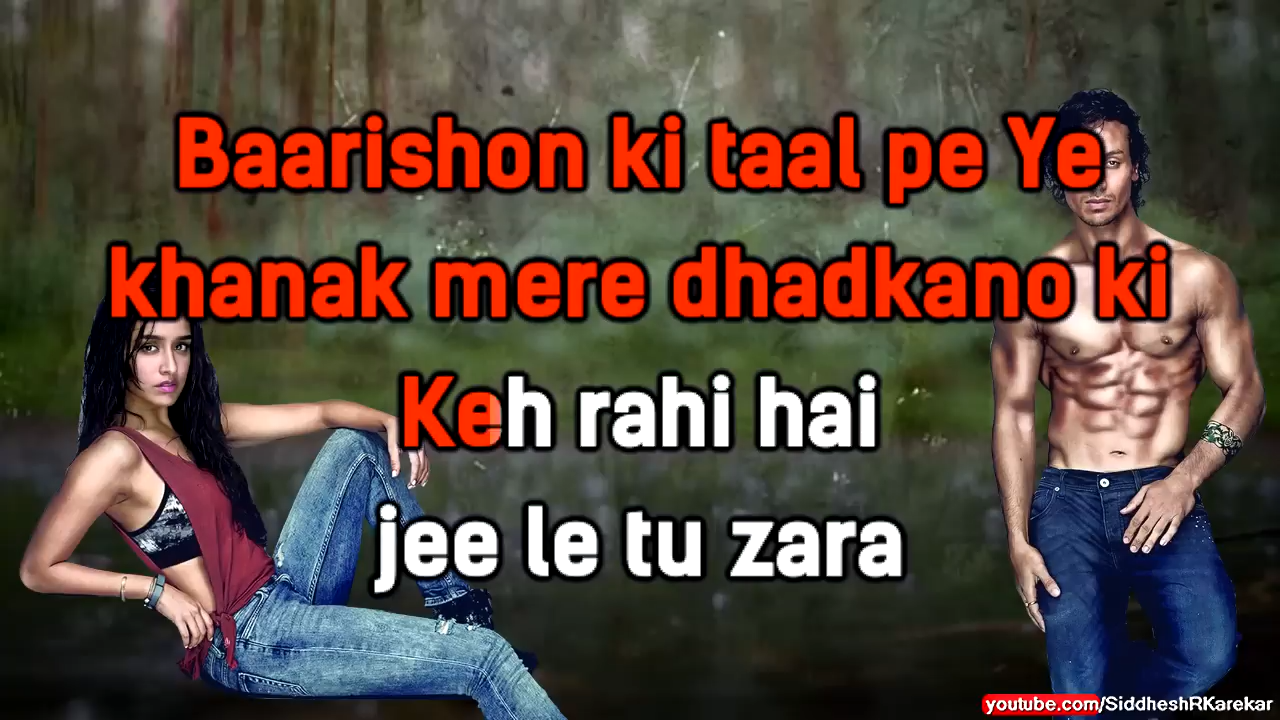 Baarishon ki taal pe Ye
khanak mere dhadkano ki
Keh rahi hai
jee le tu zara
youtube.com/SiddheshRKarekar